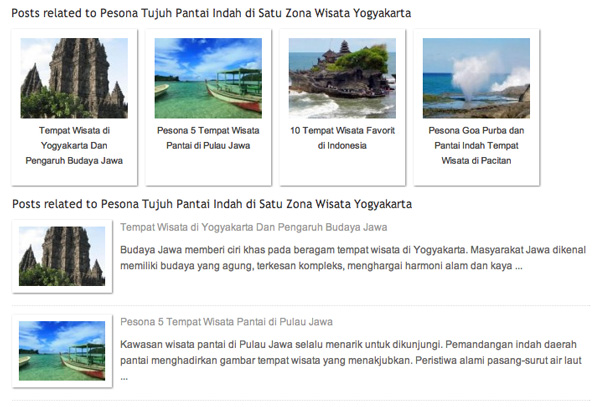 Posts related to Pesona Tujuh Pantai Indah di Satu Zona Wisata Yogyakarta
Tempat Wisata di
Yogyakarta Dan
Pengaruh Budaya Jawa
Pesona 5 Tempat Wisata
Pantai di Pulau Jawa
10 Tempat Wisata Favorit
di Indonesia
Pesona Goa Purba dan
Pantai Indah Tempat
Wisata di Pacitan
Posts related to Pesona Tujuh Pantai Indah di Satu Zona Wisata Yogyakarta
Tempat Wisata di Yogyakarta Dan Pengaruh Budaya Jawa
Budaya Jawa memberi ciri khas pada beragam tempat wisata di Yogyakarta. Masyarakat Jawa dikenal
memiliki budaya yang agung, terkesan kompleks, menghargai harmoni alam dan kaya ...
Pesona 5 Tempat Wisata Pantai di Pulau Jawa
Kawasan wisata pantai di Pulau Jawa selalu menarik untuk dikunjungi. Pemandangan indah daerah
pantai menghadirkan gambar tempat wisata yang menakjubkan. Peristiwa alami pasang-surut air laut
...